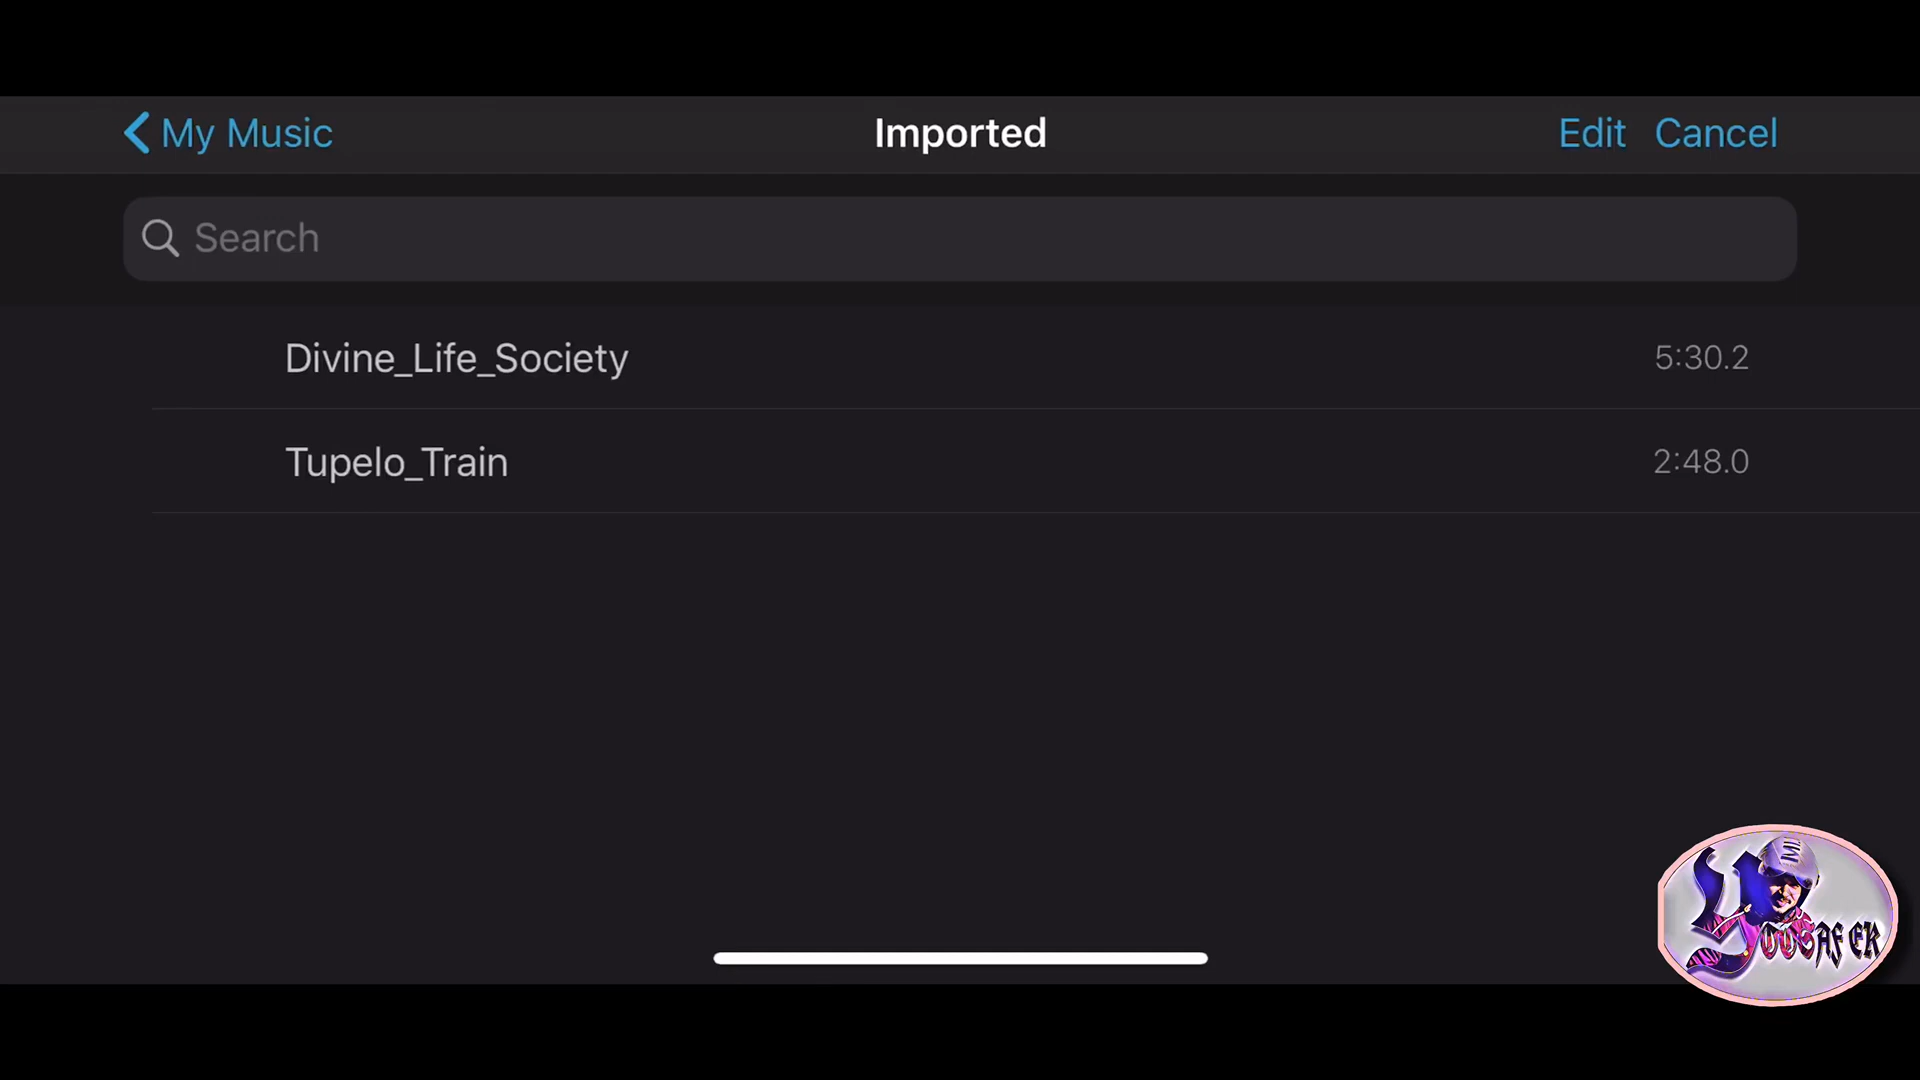 My Music
Imported
Edit
Cancel
Search
Divine_Life_Society
5:30.2
Tupelo_Train
2:48.0